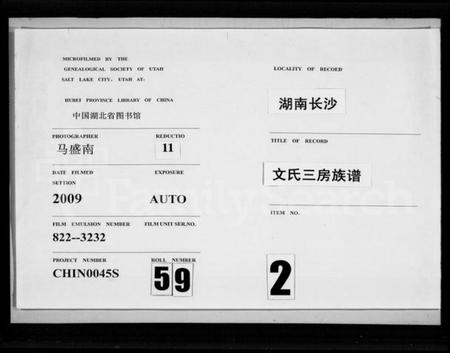 MICROFILMED BY THE
GENEALOGICAL SOCIETY OF UTAH
SALT LAKE CITY, UTAH AT:
HUBEI PROVINCE LIBRARY OF CHINA
中国湖北省图书馆
PHOTOGRAPHER REDUCTIO
马盛南 11
DATE FILMED EXPOSURE
SETTION
2009 AUTO
FILM EMULSION NUMBER FILM UNIT SER.NO.
822--3232
PROJECT NUMBER ROLL NUMBER
CHIN0045S 59
LOCALITY OF RECOED
湖南长沙
TITLE OF RECORD
文氏三房族谱
ITEM NO.
2
FamilySearch